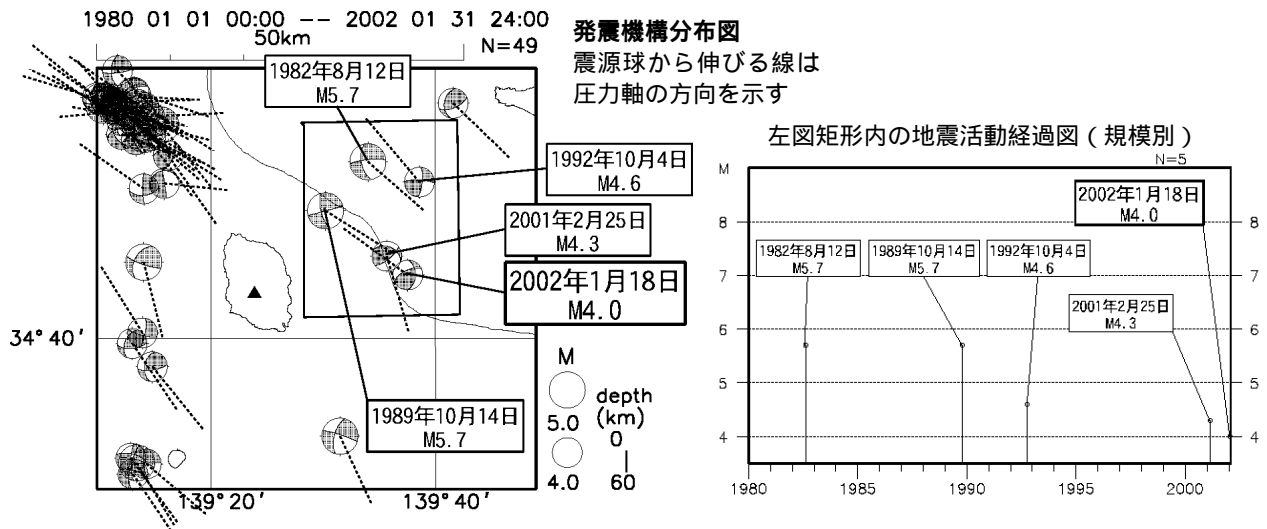 1980 01 01 00:00 -- 2002 01 31 24:00
50km
N=49
発震機構分布図
震源球から伸びる線は
圧力軸の方向を示す
1982年8月12日
M5.7
1992年10月4日
M4.6
2001年2月25日
M4.3
2002年1月18日
M4.0
1989年10月14日
M5.7
34°40'
139°20'
139°40'
M
5.0
4.0
depth
(km)
0
60
左図矩形内の地震活動経過図（規模別）
N=5
M
2002年1月18日
M4.0
8
8
1982年8月12日
M5.7
1989年10月14日
M5.7
1992年10月4日
M4.6
7
7
2001年2月25日
M4.3
6
6
5
5
4
4
1980
1985
1990
1995
2000